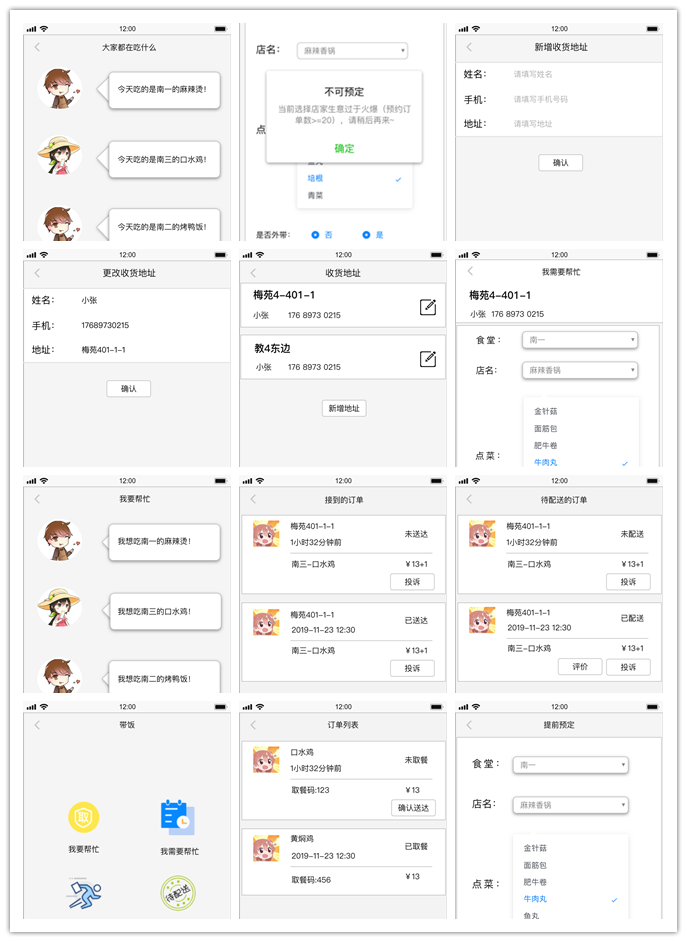 12:00
大家都在吃什么
今天吃的是南一的麻辣烫！
今天吃的是南三的口水鸡！
今天吃的是南二的烤鸭饭！
店名：
麻辣香锅
不可预定
当前选择店家生意过于火爆（预约订
单数>=20），请稍后再来~
确定
培根
青菜
是否外带：
否
是
12:00
新增收货地址
姓名：
请填写姓名
手机：
请填写手机号码
地址：
请填写地址
确认
12:00
更改收货地址
姓名：
小张
手机：
17689730215
地址：
梅苑401-1-1
确认
12:00
收货地址
梅苑4-401-1
小张 176 8973 0215
教4东边
小张 176 8973 0215
新增地址
12:00
我需要帮忙
梅苑4-401-1
小张 176 8973 0215
食堂：
南一
店名：
麻辣香锅
金针菇
面筋包
肥牛卷
点菜：
牛肉丸
12:00
我要帮忙
我想吃南一的麻辣烫！
我想吃南三的口水鸡！
我想吃南二的烤鸭饭！
12:00
接到的订单
梅苑401-1-1
未送达
1小时32分钟前
南三-口水鸡
¥13+1
投诉
梅苑401-1-1
已送达
2019-11-23 12:30
南三-口水鸡
¥13+1
投诉
12:00
待配送的订单
梅苑401-1-1
未配送
1小时32分钟前
南三-口水鸡
¥13+1
投诉
梅苑401-1-1
已配送
2019-11-23 12:30
南三-口水鸡
¥13+1
评价
投诉
12:00
带饭
取
我要帮忙
我需要帮忙
待配送
12:00
订单列表
口水鸡
未取餐
1小时32分钟前
取餐码:123
¥13
确认送达
黄焖鸡
已取餐
2019-11-23 12:30
取餐码:456
¥13
12:00
提前预定
食堂：
南一
店名：
麻辣香锅
金针菇
面筋包
肥牛卷
点菜：
牛肉丸
鱼丸